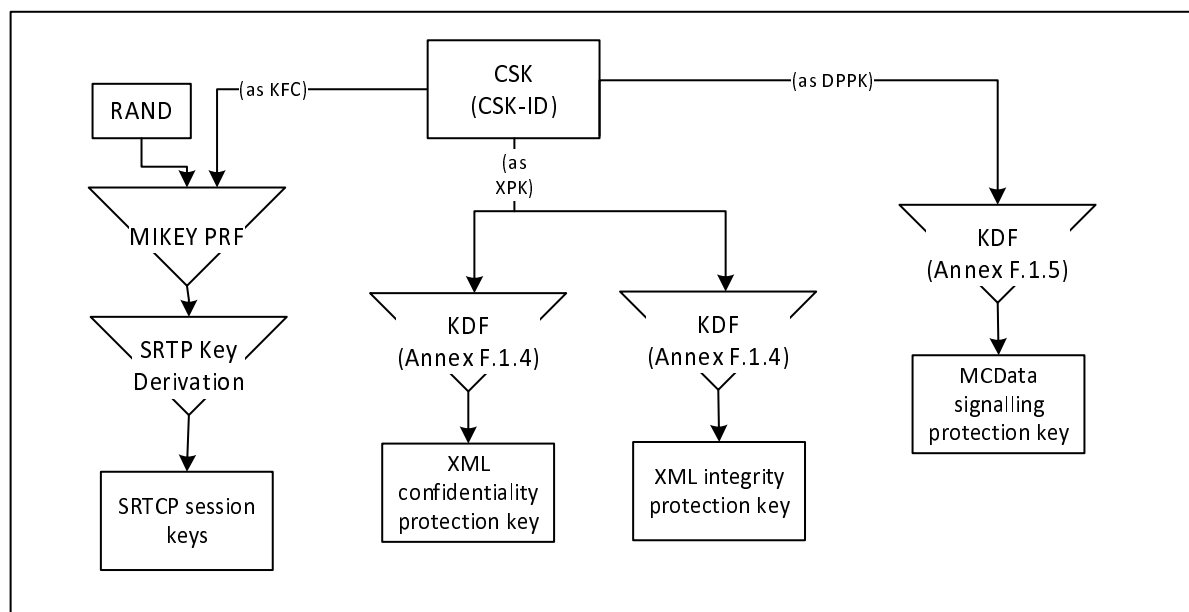 CSK
(CSK-ID)
(as KFC)
(as DPPK)
RAND
(as
XPK)
MIKEY PRF
KDF
(Annex F.1.5)
SRTP Key
Derivation
KDF
(Annex F.1.4)
KDF
(Annex F.1.4)
MCData
signalling
protection key
XML
confidentiality
protection key
XML integrity
protection key
SRTCP session
keys